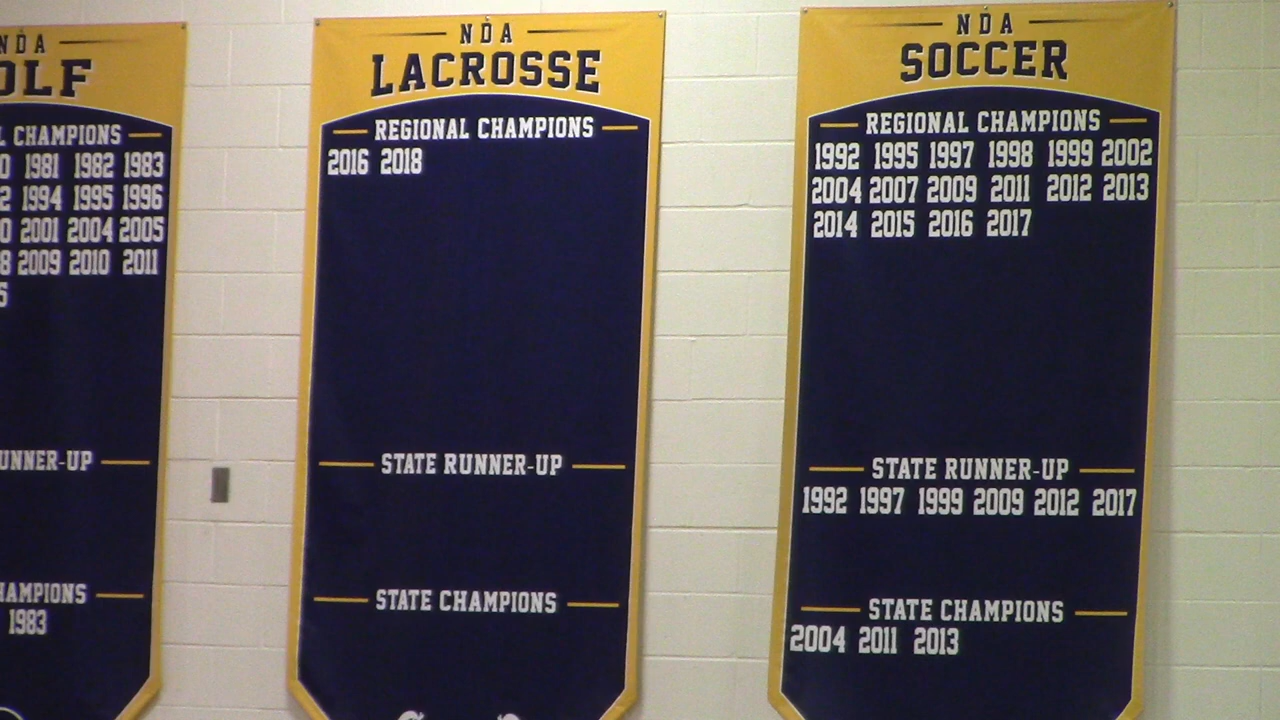 NDA
OLF
CHAMPIONS
1981 1982 1983
1994 1995 1996
2001 2004 2005
2009 2010 2011
UNNER-UP
HAMPIONS
1983
NDA
LACROSSE
REGIONAL CHAMPIONS
2016 2018
STATE RUNNER-UP
STATE CHAMPIONS
NDA
SOCCER
REGIONAL CHAMPIONS
1992 1995 1997 1998 1999 2002
2004 2007 2009 2011 2012 2013
2014 2015 2016 2017
STATE RUNNER-UP
1992 1997 1999 2009 2012 2017
STATE CHAMPIONS
2004 2011 2013